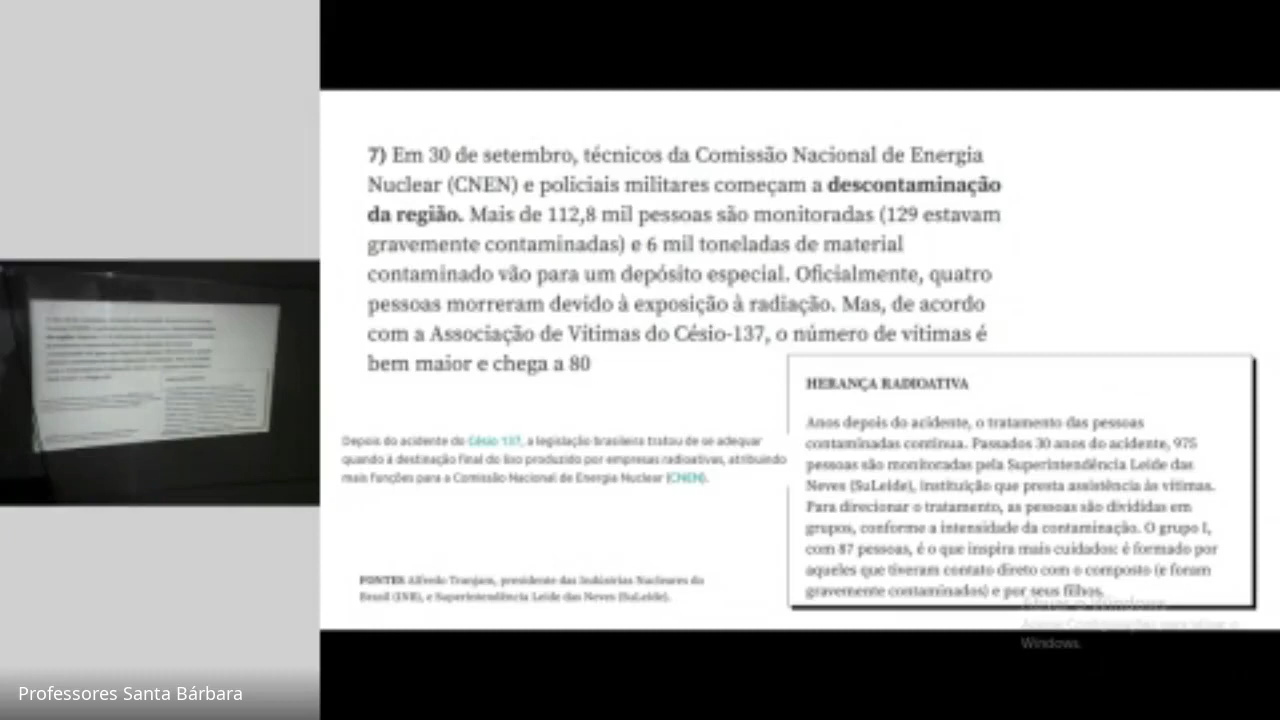 7) Em 30 de setembro, técnicos da Comissão Nacional de Energia
Nuclear (CNEN) e policiais militares começam a descontaminação
da região. Mais de 112,8 mil pessoas são monitoradas (129 estavam
gravemente contaminadas) e 6 mil toneladas de material
contaminado vão para um depósito especial. Oficialmente, quatro
pessoas morreram devido à exposição à radiação. Mas, de acordo
com a Associação de Vítimas do Césio-137, o número de vítimas é
bem maior e chega a 80
Depois do acidente do Césio 137, a legislação brasileira tratou de se adequar
quando à destinação final do lixo produzido por empresas radioativas, atribuindo
mais funções para a Comissão Nacional de Energia Nuclear (CNEN).
FONTES Alfredo Tranjam, presidente das Indústrias Nucleares do
Brasil (INB), e Superintendência Leide das Neves (SuLeide).
HERANÇA RADIOATIVA
Anos depois do acidente, o tratamento das pessoas
contaminadas continua. Passados 30 anos do acidente, 975
pessoas são monitoradas pela Superintendência Leide das
Neves (SuLeide), instituição que presta assistência às vítimas.
Para direcionar o tratamento, as pessoas são divididas em
grupos, conforme a intensidade da contaminação. O grupo I,
com 87 pessoas, é o que inspira mais cuidados: é formado por
aqueles que tiveram contato direto com o composto (e foram
gravemente contaminados) e por seus filhos.
Windows.
Professores Santa Bárbara